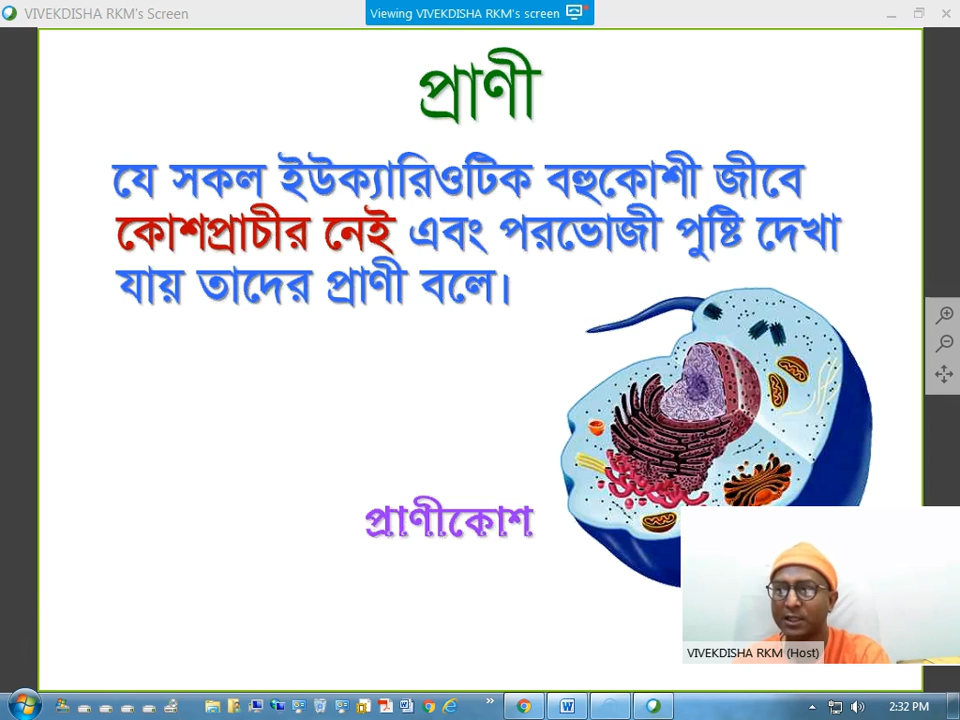 VIVEKDISHA RKM's Screen
Viewing VIVEKDISHA RKM's screen
প্রাণী
যে সকল ইউক্যারিওটিক বহুকোশী জীবে
কোশপ্রাচীর নেই এবং পরভোজী পুষ্টি দেখা
যায় তাদের প্রাণী বলে।
প্রাণীকোশ
VIVEKDISHA RKM (Host)
2:32 PM